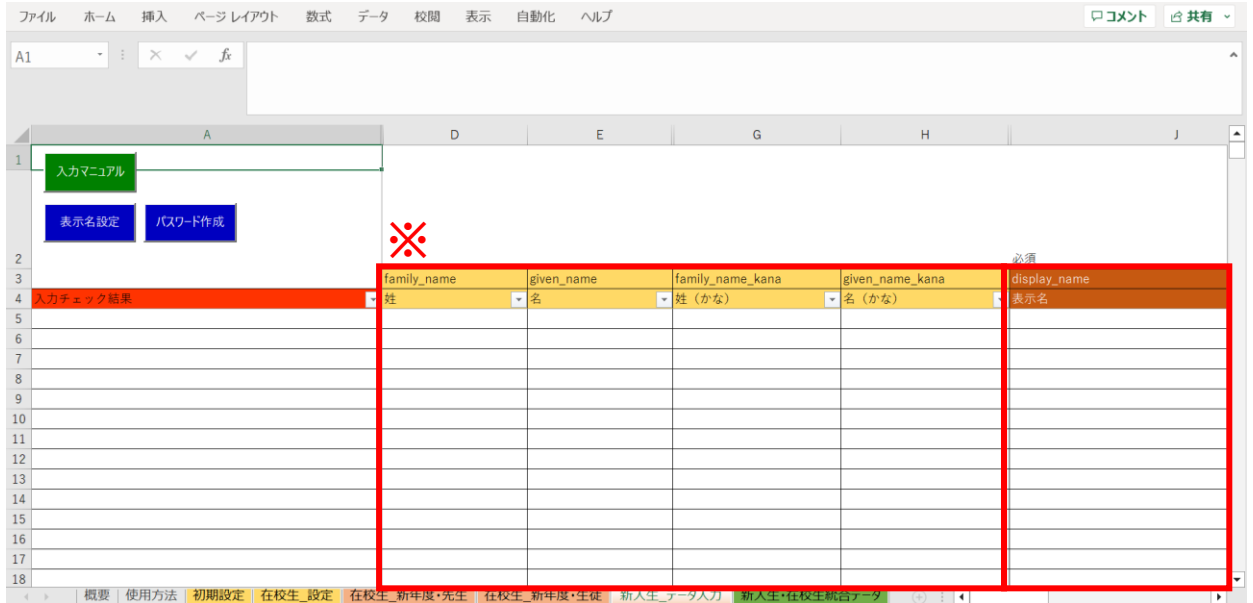 ファイル ホーム 挿入 ページ レイアウト 数式 データ 校閲 表示 自動化 ヘルプ コメント 共有
A1 fx
A D E G H J
1 入力マニュアル
表示名設定 パスワード作成
※
2 必須
3 family_name given_name family_name_kana given_name_kana display_name
4 入力チェック結果 姓 名 姓（かな） 名（かな） 表示名
5
6
7
8
9
10
11
12
13
14
15
16
17
18
概要 使用方法 初期設定 在校生_設定 在校生_新年度・先生 在校生_新年度・生徒 新入生_データ入力 新入生・在校生統合データ